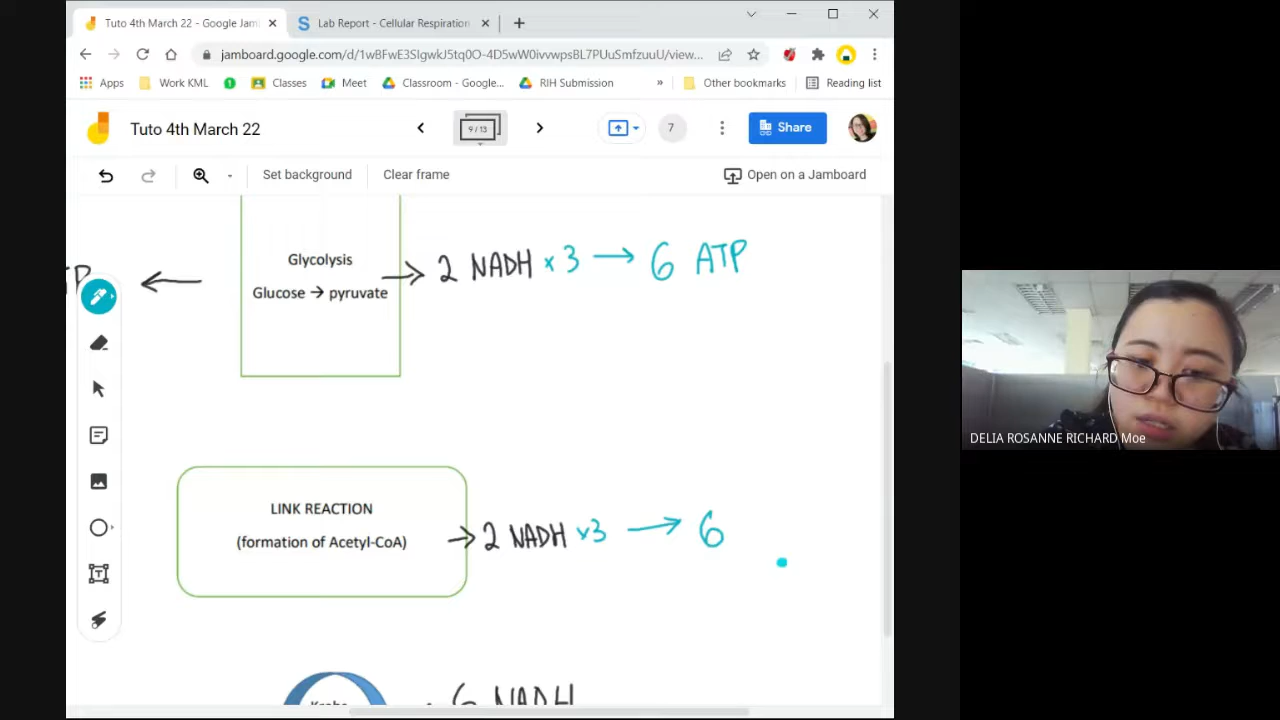 Tuto 4th March 22 - Google Jam
Lab Report - Cellular Respiration
jamboard.google.com/d/1wBFwE3SIgwkJ5tq0O-4D5wW0ivvwpsBL7PUuSmfzuuU/view...
Apps
Work KML
1
Classes
Meet
Classroom - Google...
RIH Submission
»
Other bookmarks
Reading list
Tuto 4th March 22
9 / 13
7
Share
Set background
Clear frame
Open on a Jamboard
Glycolysis
Glucose → pyruvate
→ 2 NADH x 3 → 6 ATP
←
LINK REACTION
(formation of Acetyl-CoA)
→ 2 NADH x3 → 6
DELIA ROSANNE RICHARD Moe
6 NADH